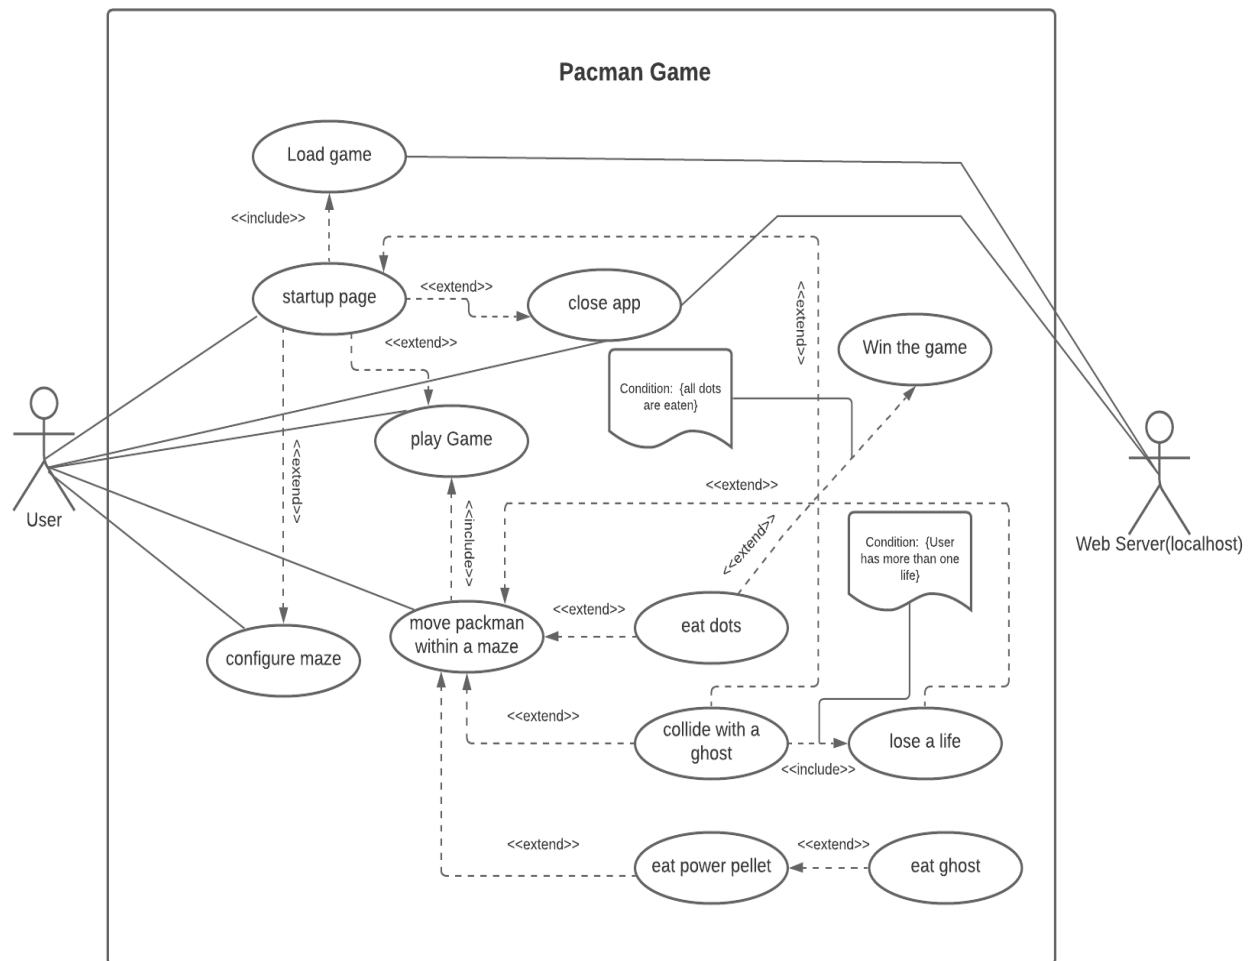 Pacman Game
Load game
<<include>>
<<extend>>
startup page
close app
<<extend>>
<<extend>>
Win the game
Condition:  {all dots
are eaten}
play Game
<<extend>>
User
<<extend>>
<<include>>
<<extend>>
Condition:  {User
has more than one
life}
Web Server(localhost)
move packman
within a maze
<<extend>>
eat dots
configure maze
<<extend>>
collide with a
ghost
lose a life
<<include>>
<<extend>>
<<extend>>
eat power pellet
eat ghost